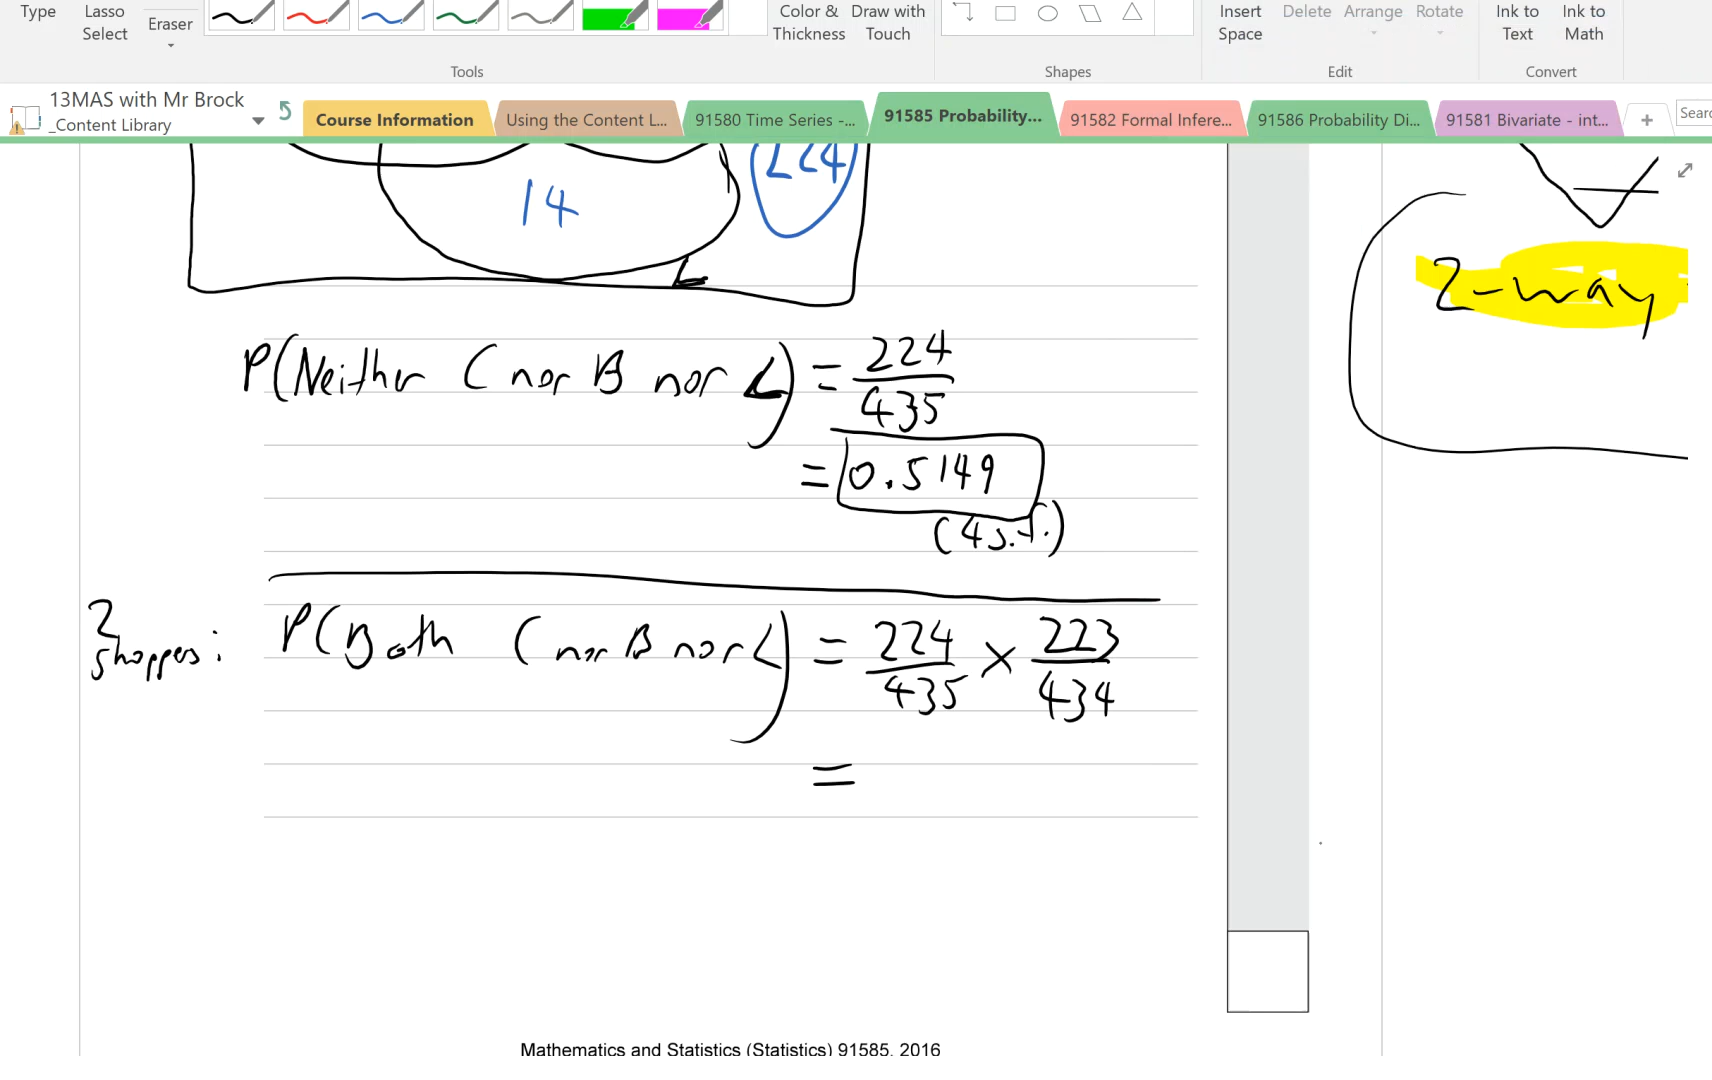 Type Lasso Select Eraser Color & Thickness Draw with Touch Insert Space Delete Arrange Rotate Ink to Text Ink to Math
Tools Shapes Edit Convert
13MAS with Mr Brock
_Content Library
Course Information Using the Content L... 91580 Time Series -... 91585 Probability... 91582 Formal Infere... 91586 Probability Di... 91581 Bivariate - int... + Searc
224
14
L
2-way
P(Neither C nor B nor L) = 224/435
= 0.5149
(4 s.f.)
2 shoppers: P(Both C nor B nor L) = 224/435 × 223/434
=
Mathematics and Statistics (Statistics) 91585, 2016